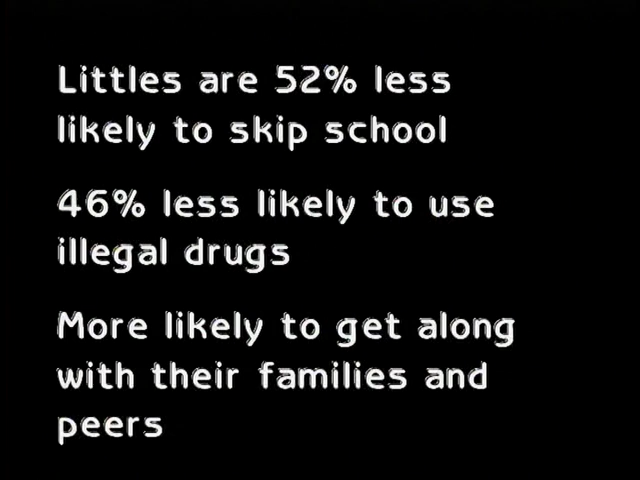 Littles are 52% less
likely to skip school
46% less likely to use
illegal drugs
More likely to get along
with their families and
peers